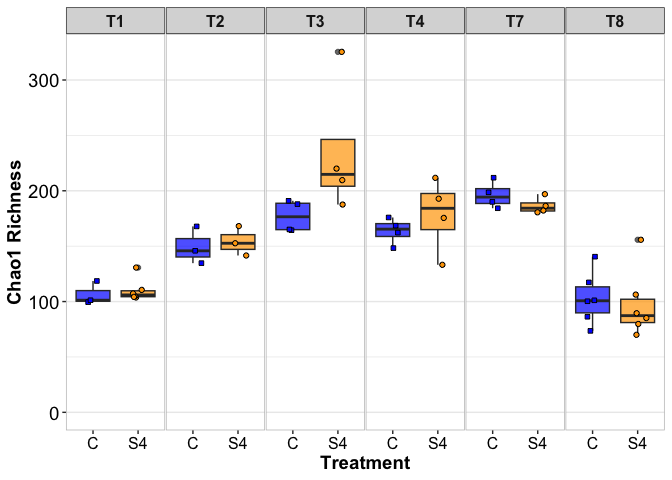 T1 T2 T3 T4 T7 T8
Chao1 Richness
300
200
100
0
C S4 C S4 C S4 C S4 C S4 C S4
Treatment